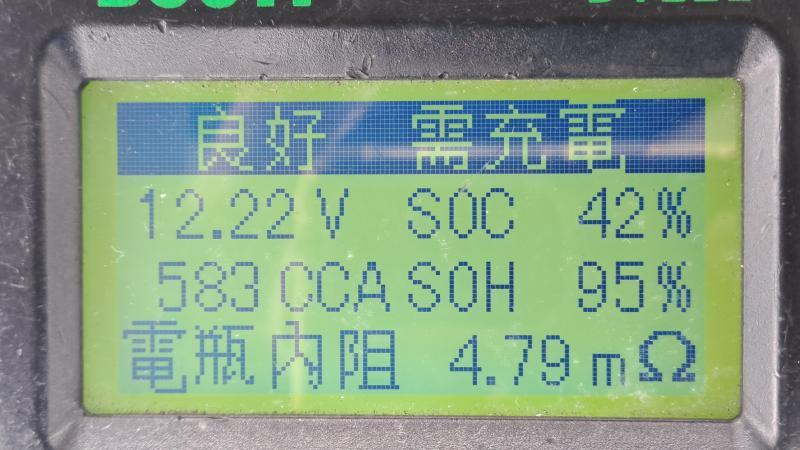 良好 需充電
12.22 V SOC 42%
583 CCA SOH 95%
電瓶內阻 4.79 mΩ